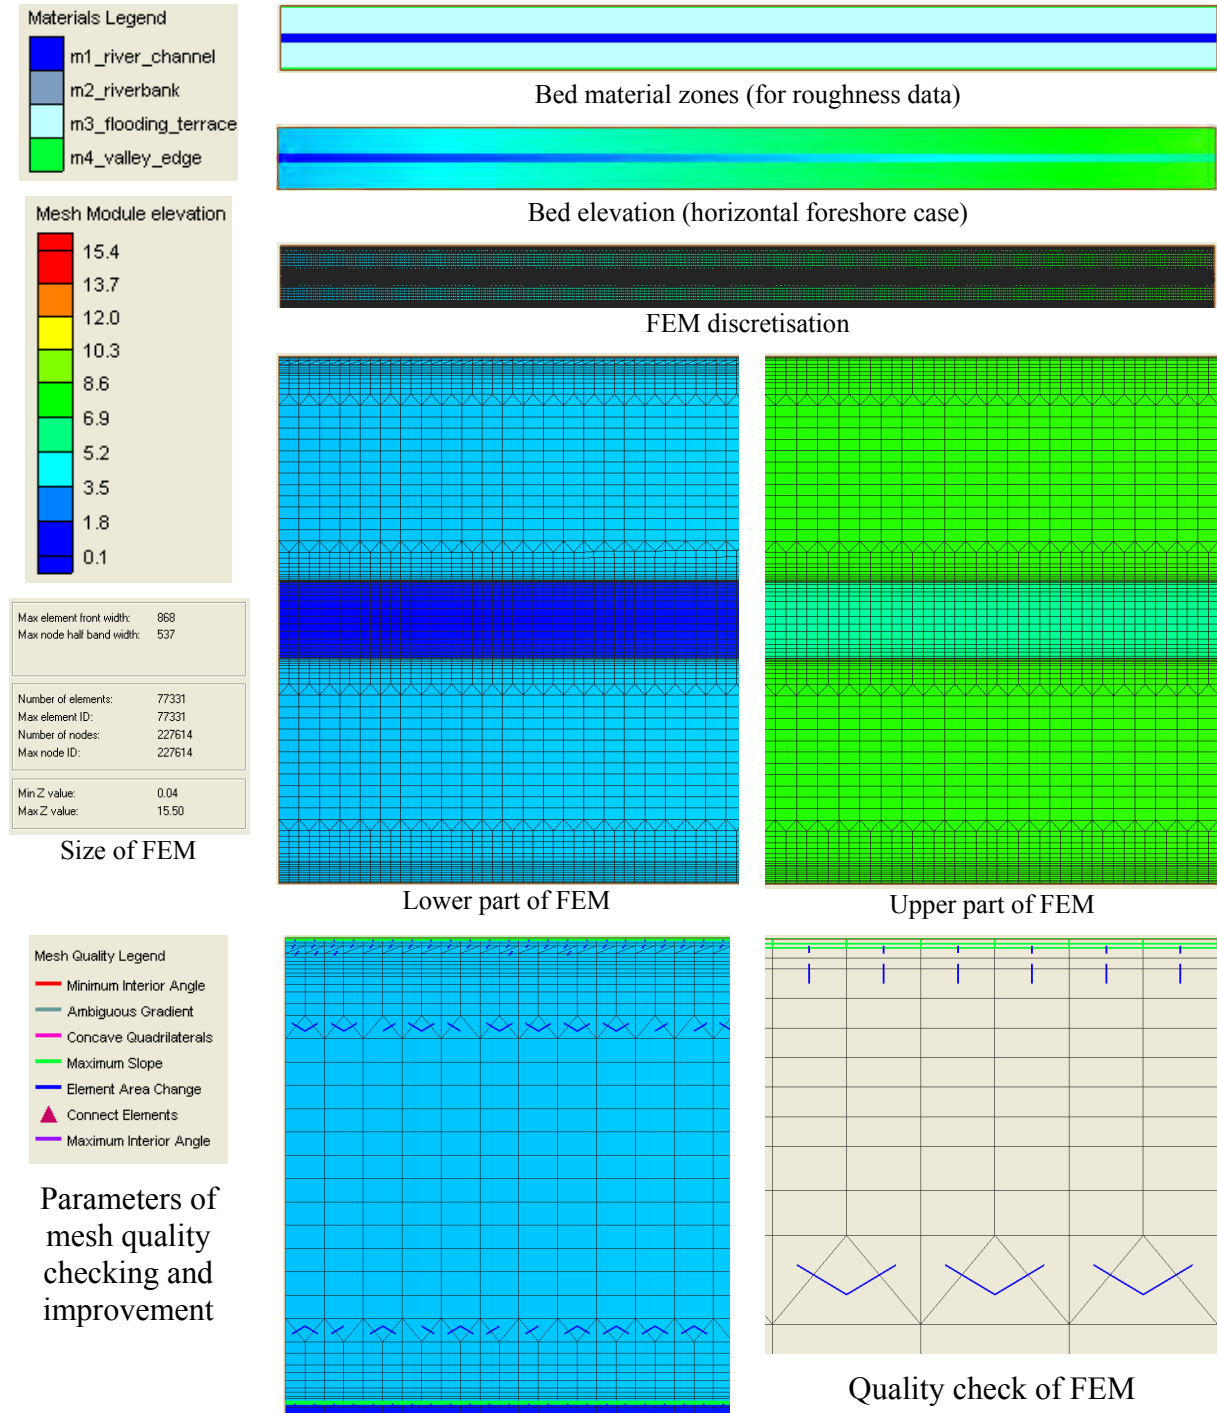 Materials Legend
m1_river_channel
m2_riverbank
m3_flooding_terrace
m4_valley_edge
Bed material zones (for roughness data)
Bed elevation (horizontal foreshore case)
FEM discretisation
Mesh Module elevation
15.4
13.7
12.0
10.3
8.6
6.9
5.2
3.5
1.8
0.1
Max element front width: 868
Max node half band width: 537
Number of elements: 77331
Max element ID: 77331
Number of nodes: 227614
Max node ID: 227614
Min Z value: 0.04
Max Z value: 15.50
Size of FEM
Lower part of FEM
Upper part of FEM
Mesh Quality Legend
Minimum Interior Angle
Ambiguous Gradient
Concave Quadrilaterals
Maximum Slope
Element Area Change
Connect Elements
Maximum Interior Angle
Parameters of
mesh quality
checking and
improvement
Quality check of FEM